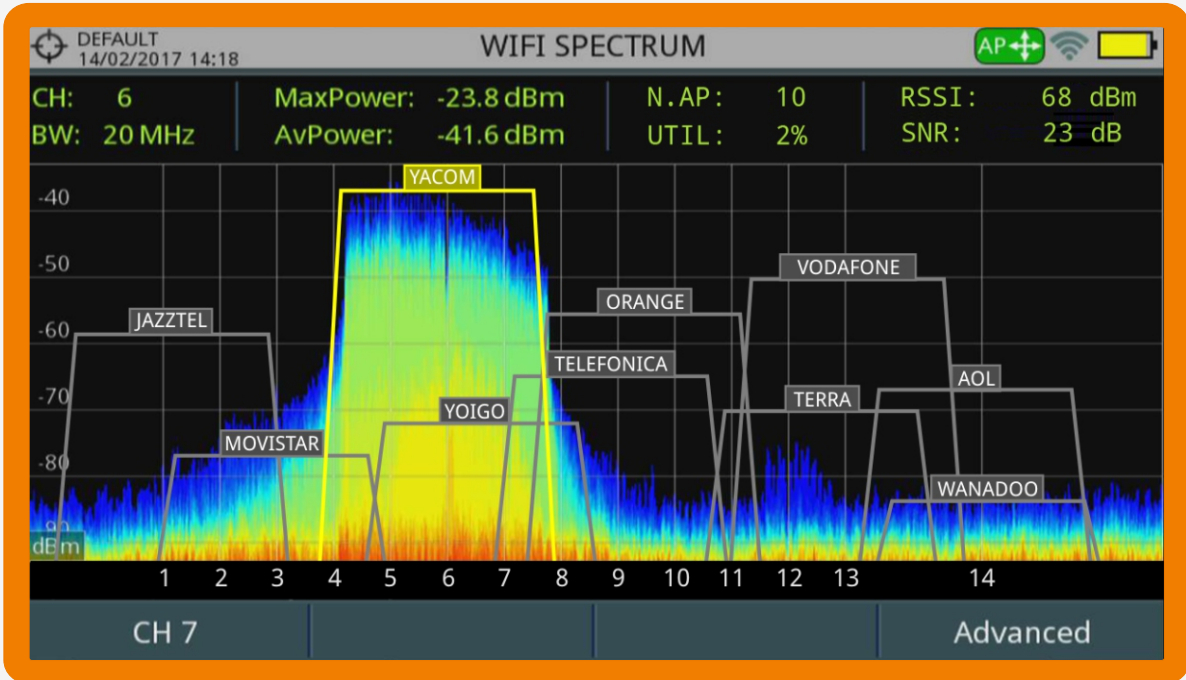 DEFAULT
14/02/2017 14:18
WIFI SPECTRUM
AP
CH: 6 MaxPower: -23.8 dBm N.AP: 10 RSSI: 68 dBm
BW: 20 MHz AvPower: -41.6 dBm UTIL: 2% SNR: 23 dB
YACOM
-40
-50
VODAFONE
ORANGE
JAZZTEL
-60
TELEFONICA
AOL
-70
TERRA
YOIGO
MOVISTAR
-80
WANADOO
-90
dBm
1 2 3 4 5 6 7 8 9 10 11 12 13 14
CH 7 Advanced